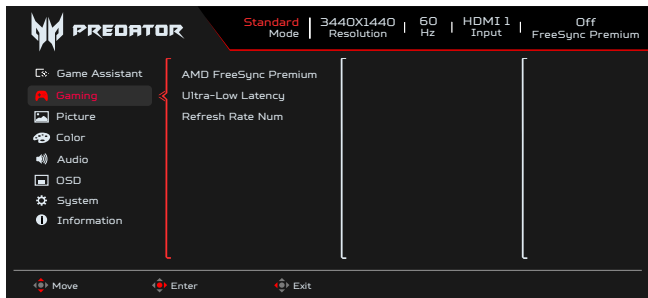 PREDATOR
Standard 3440X1440 60 HDMI 1 Off
Mode Resolution Hz Input FreeSync Premium
Game Assistant AMD FreeSync Premium
Gaming Ultra-Low Latency
Picture Refresh Rate Num
Color
Audio
OSD
System
Information
Move Enter Exit